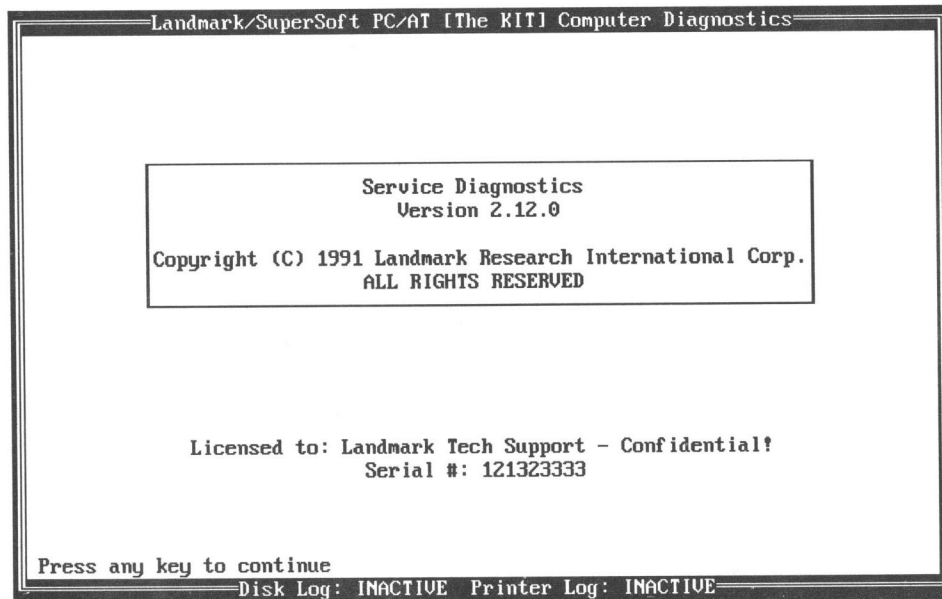 Landmark/SuperSoft PC/AT [The KIT] Computer Diagnostics
Service Diagnostics
Version 2.12.0
Copyright (C) 1991 Landmark Research International Corp.
ALL RIGHTS RESERVED
Licensed to: Landmark Tech Support - Confidential!
Serial #: 121323333
Press any key to continue
Disk Log: INACTIVE Printer Log: INACTIVE